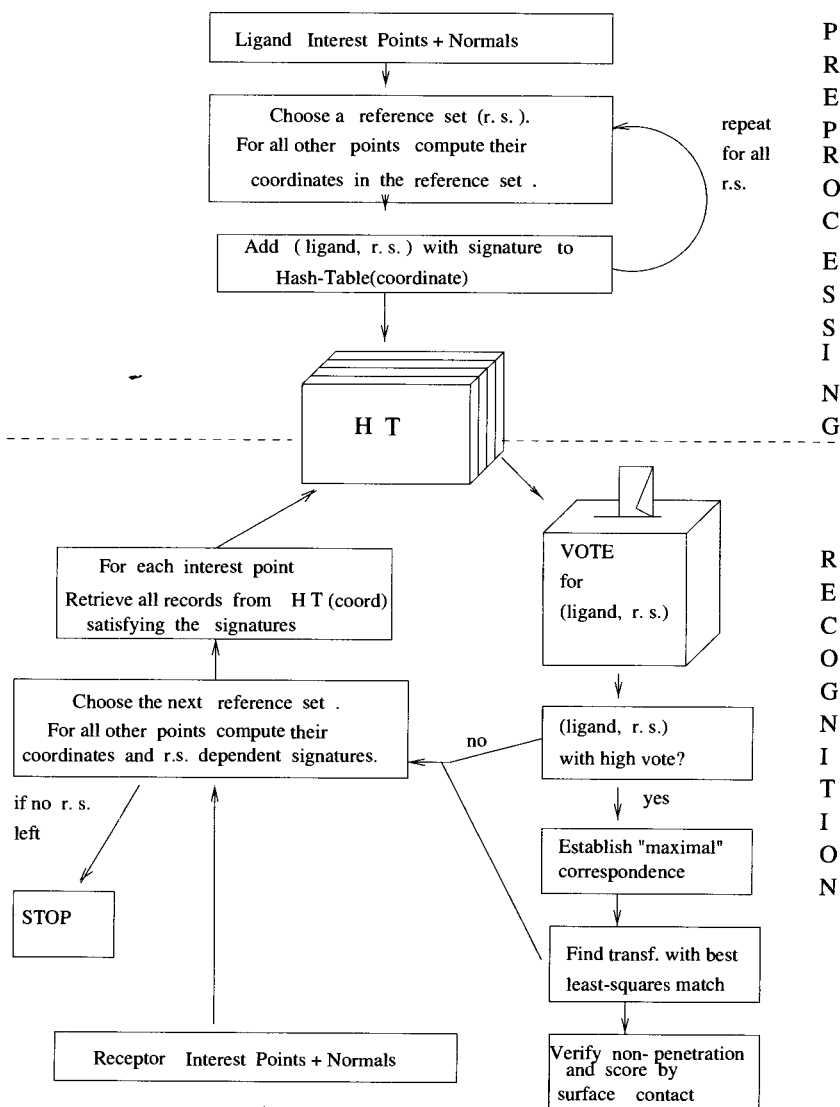 Ligand Interest Points + Normals
Choose a reference set (r. s. ).
For all other points compute their
coordinates in the reference set .
repeat
for all
r.s.
Add ( ligand, r. s. ) with signature to
Hash-Table(coordinate)
PREPROCESSING
H T
VOTE
for
(ligand, r. s.)
For each interest point
Retrieve all records from H T (coord)
satisfying the signatures
Choose the next reference set .
For all other points compute their
coordinates and r.s. dependent signatures.
no
(ligand, r. s.)
with high vote?
yes
if no r. s.
left
STOP
Establish "maximal"
correspondence
Find transf. with best
least-squares match
Receptor Interest Points + Normals
Verify non- penetration
and score by
surface contact
RECOGNITION